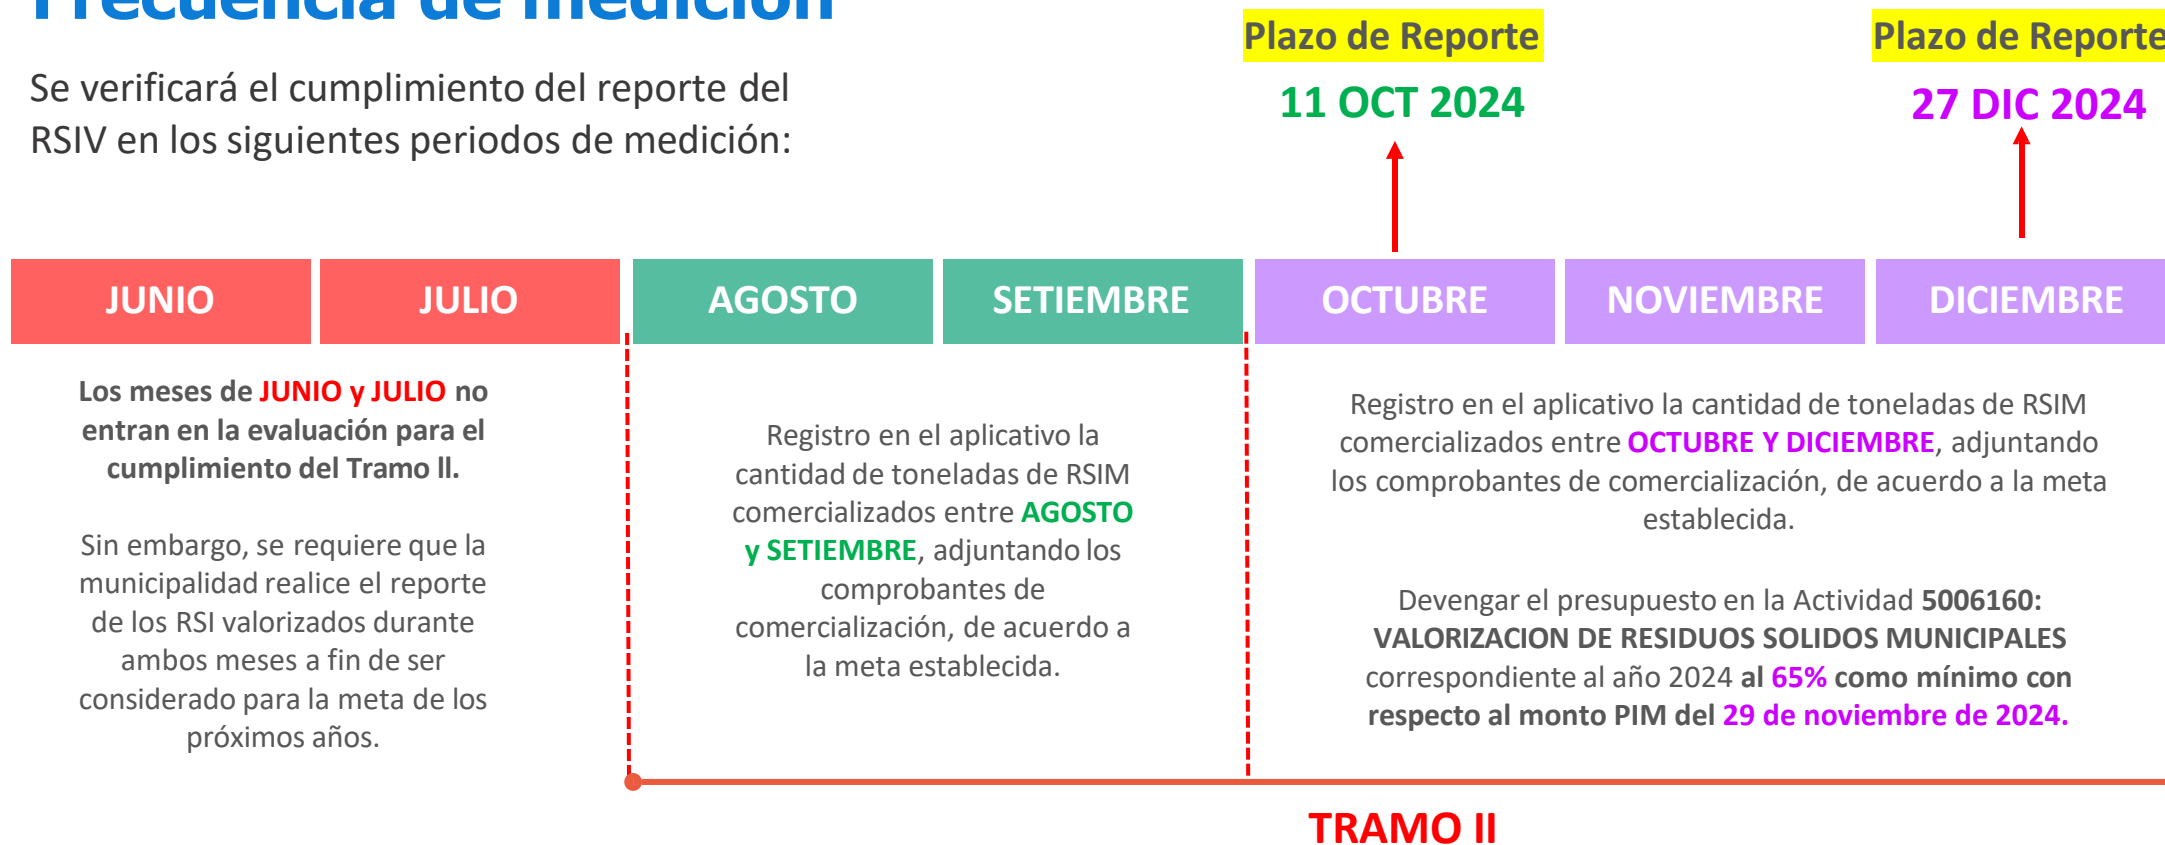 Frecuencia de medición
Se verificará el cumplimiento del reporte del
RSIV en los siguientes periodos de medición:
Plazo de Reporte
11 OCT 2024
Plazo de Reporte
27 DIC 2024
JUNIO
JULIO
AGOSTO
SETIEMBRE
OCTUBRE
NOVIEMBRE
DICIEMBRE
Los meses de JUNIO y JULIO no
entran en la evaluación para el
cumplimiento del Tramo ll.
Sin embargo, se requiere que la
municipalidad realice el reporte
de los RSI valorizados durante
ambos meses a fin de ser
considerado para la meta de los
próximos años.
Registro en el aplicativo la
cantidad de toneladas de RSIM
comercializados entre AGOSTO
y SETIEMBRE, adjuntando los
comprobantes de
comercialización, de acuerdo a
la meta establecida.
Registro en el aplicativo la cantidad de toneladas de RSIM
comercializados entre OCTUBRE Y DICIEMBRE, adjuntando
los comprobantes de comercialización, de acuerdo a la meta
establecida.
Devengar el presupuesto en la Actividad 5006160:
VALORIZACION DE RESIDUOS SOLIDOS MUNICIPALES
correspondiente al año 2024 al 65% como mínimo con
respecto al monto PIM del 29 de noviembre de 2024.
TRAMO II